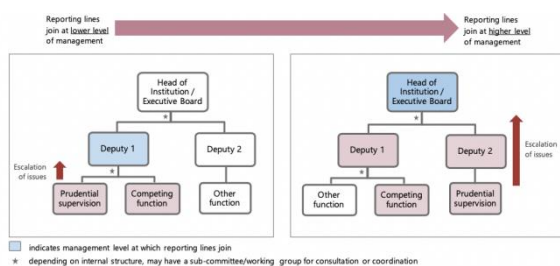 Reporting lines
join at lower level
of management
Reporting lines
join at higher level
of management
Head of
Institution /
Executive Board
*
Deputy 1
Deputy 2
Escalation
of issues
*
Prudential
supervision
Competing
function
Other
function
Head of
Institution /
Executive Board
*
Deputy 1
Deputy 2
Escalation
of issues
*
Other
function
Competing
function
Prudential
supervision
indicates management level at which reporting lines join
* depending on internal structure, may have a sub-committee/working group for consultation or coordination